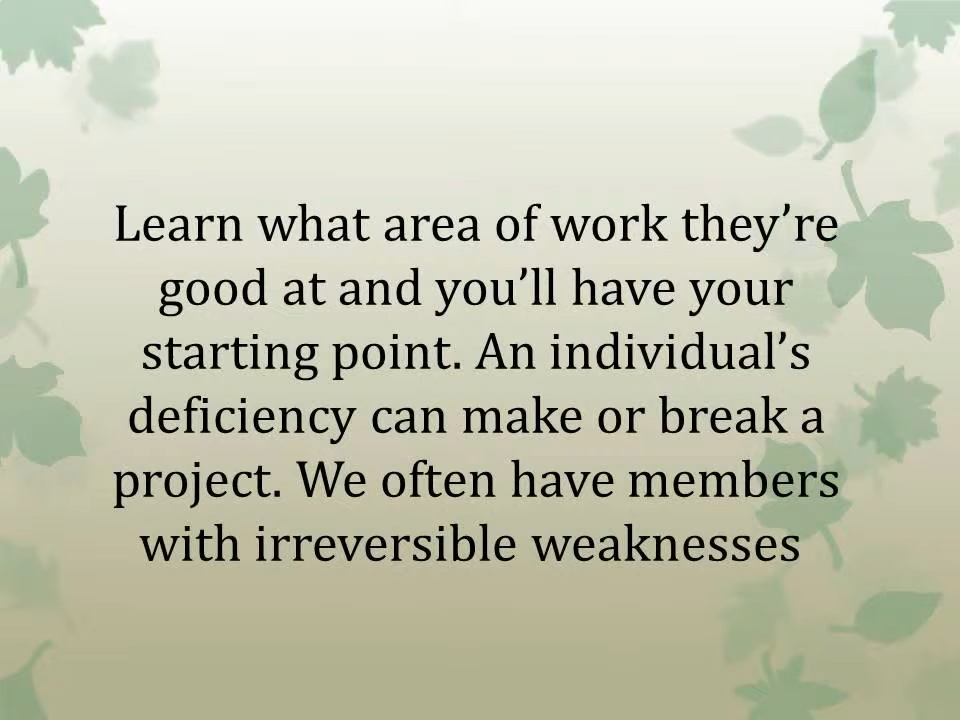 Learn what area of work they’re
good at and you’ll have your
starting point. An individual’s
deficiency can make or break a
project. We often have members
with irreversible weaknesses